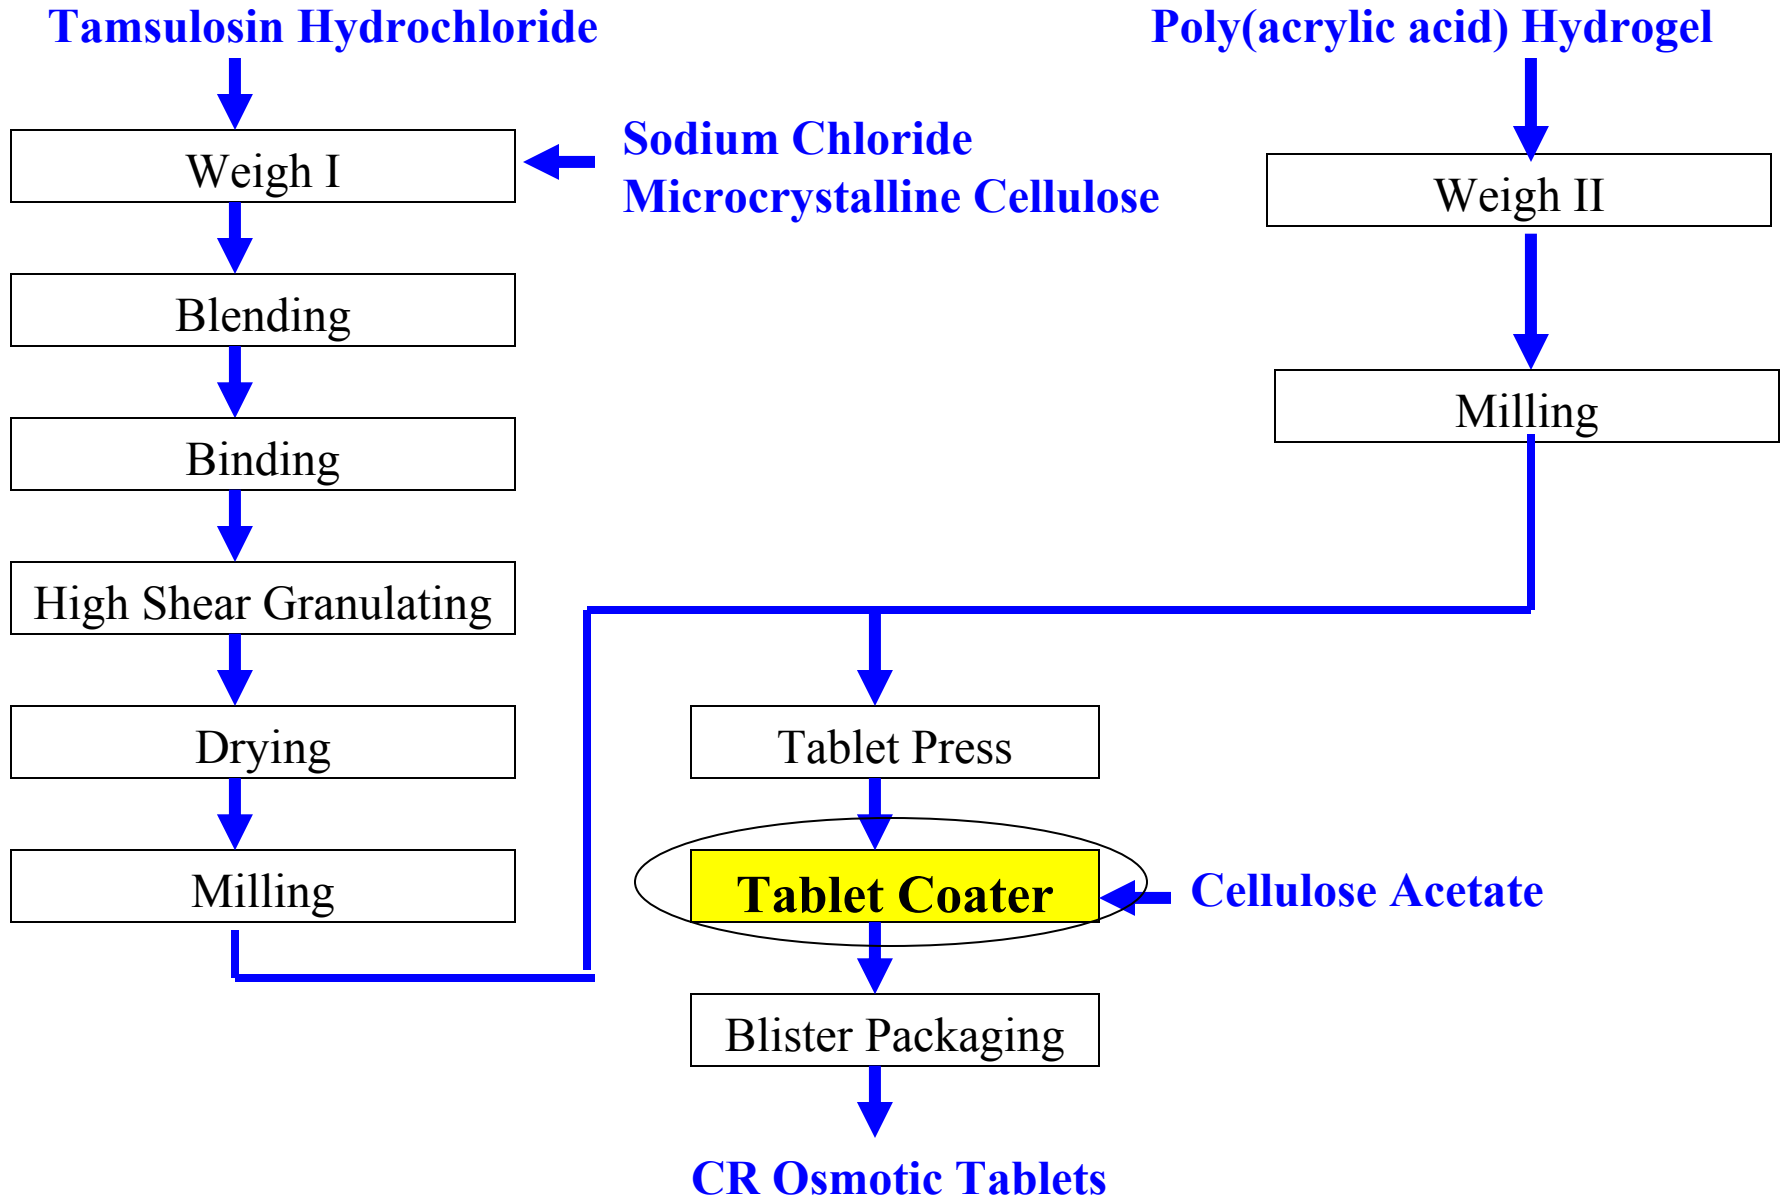 Tamsulosin Hydrochloride
Poly(acrylic acid) Hydrogel
Weigh I
Sodium Chloride
Microcrystalline Cellulose
Weigh II
Blending
Milling
Binding
High Shear Granulating
Drying
Tablet Press
Milling
Tablet Coater
Cellulose Acetate
Blister Packaging
CR Osmotic Tablets